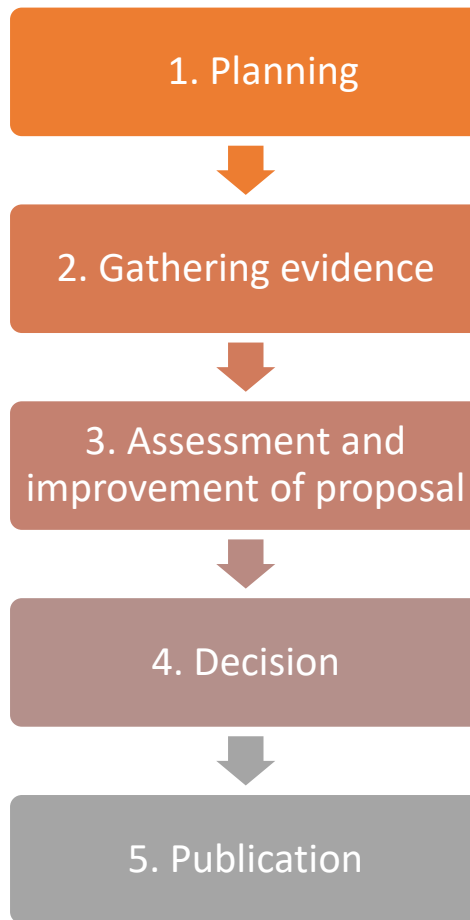 1. Planning
2. Gathering evidence
3. Assessment and
improvement of proposal
4. Decision
5. Publication